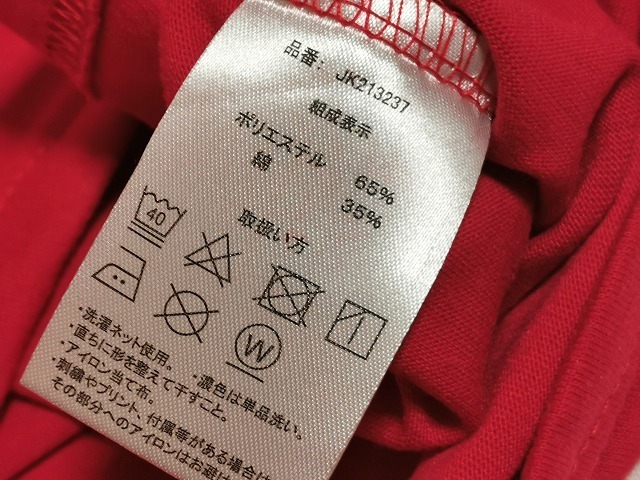 品番: JK213237
組成表示
ポリエステル 65%
綿 35%
取扱い方
40
W
・洗濯ネット使用。・濃色は単品洗い。
・直ちに形を整えて干すこと。
・アイロン当て布。
・刺繍やプリント、付属等がある場合は
その部分へのアイロンはお避け